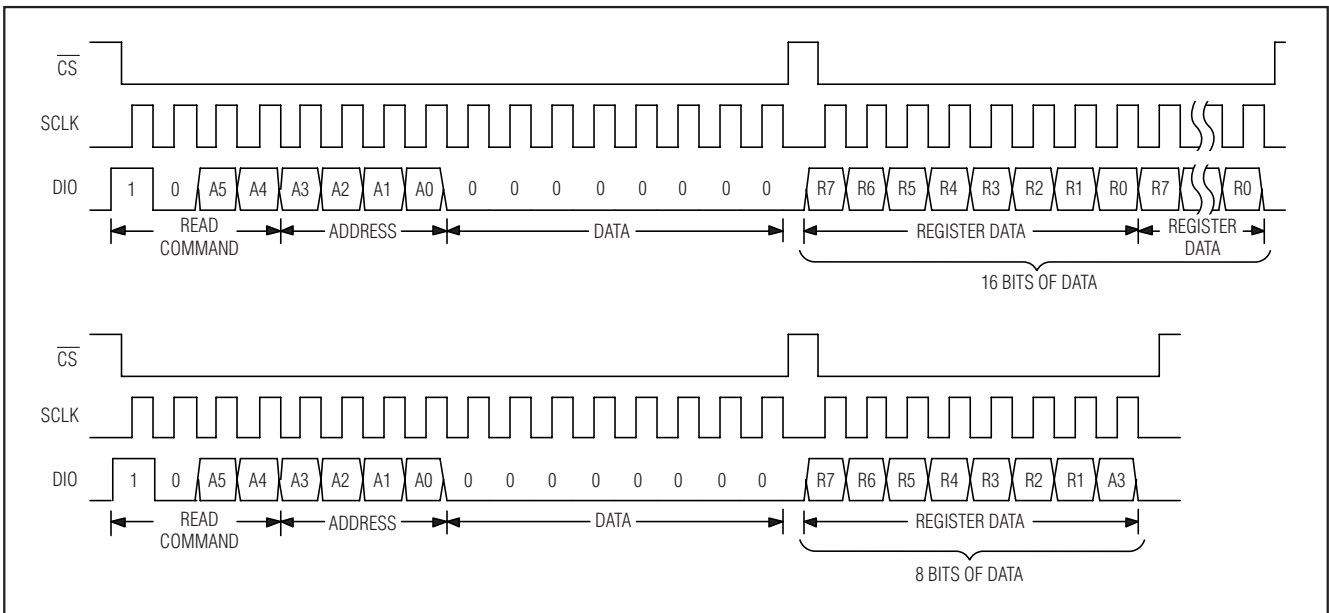 CS
SCLK
DIO 1 0 A5 A4 A3 A2 A1 A0 0 0 0 0 0 0 0 0 R7 R6 R5 R4 R3 R2 R1 R0 R7 R0
READ COMMAND ADDRESS DATA REGISTER DATA REGISTER DATA
16 BITS OF DATA
CS
SCLK
DIO 1 0 A5 A4 A3 A2 A1 A0 0 0 0 0 0 0 0 0 R7 R6 R5 R4 R3 R2 R1 A3
READ COMMAND ADDRESS DATA REGISTER DATA
8 BITS OF DATA